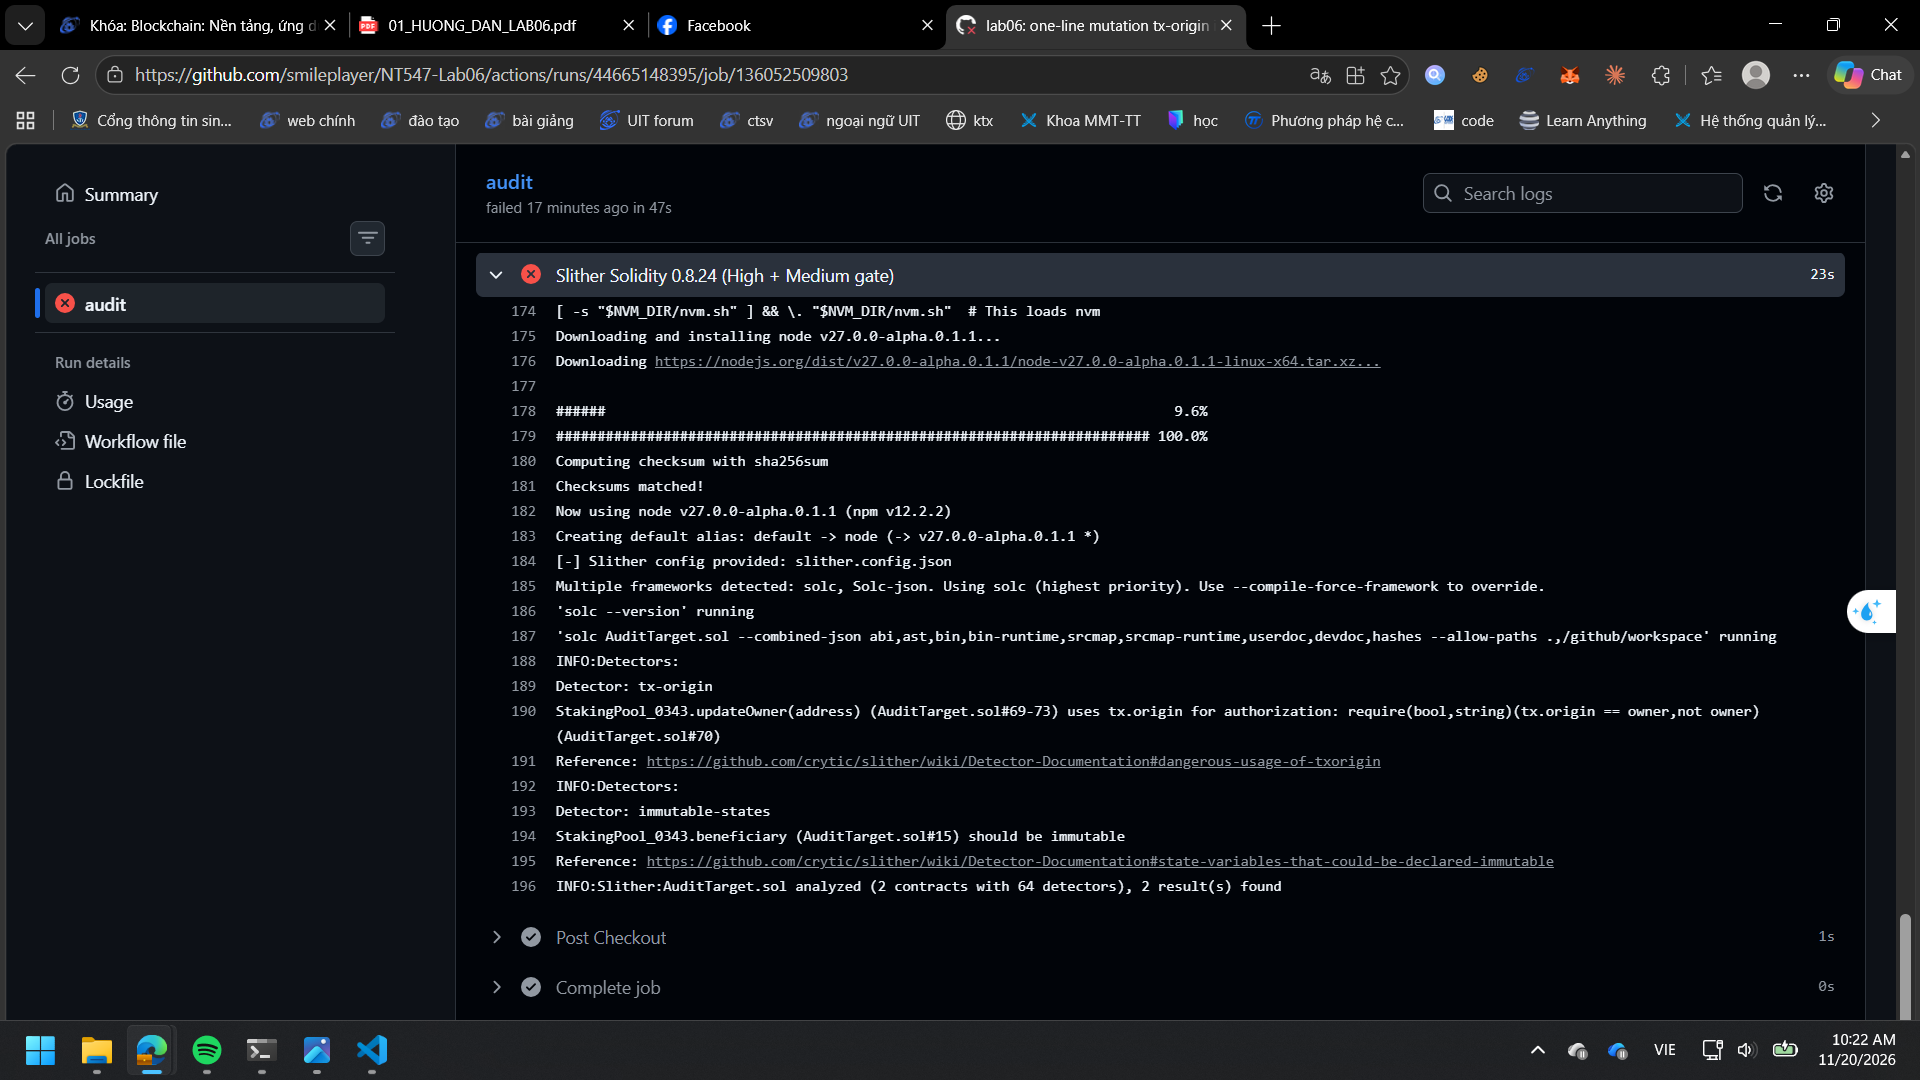 Khóa: Blockchain: Nền tảng, ứng d
01_HUONG_DAN_LAB06.pdf
Facebook
lab06: one-line mutation tx-origin
https://github.com/smileplayer/NT547-Lab06/actions/runs/44665148395/job/136052509803
Chat
Cổng thông tin sin...
web chính
đào tạo
bài giảng
UIT forum
ctsv
ngoại ngữ UIT
ktx
Khoa MMT-TT
học
Phương pháp hệ c...
code
Learn Anything
Hệ thống quản lý...
Summary
All jobs
audit
Run details
Usage
Workflow file
Lockfile
audit
failed 17 minutes ago in 47s
Search logs
Slither Solidity 0.8.24 (High + Medium gate)
23s
174 [ -s "$NVM_DIR/nvm.sh" ] && \. "$NVM_DIR/nvm.sh"  # This loads nvm
175 Downloading and installing node v27.0.0-alpha.0.1.1...
176 Downloading https://nodejs.org/dist/v27.0.0-alpha.0.1.1/node-v27.0.0-alpha.0.1.1-linux-x64.tar.xz...
177
178 ###### 9.6%
179 ######################################################################## 100.0%
180 Computing checksum with sha256sum
181 Checksums matched!
182 Now using node v27.0.0-alpha.0.1.1 (npm v12.2.2)
183 Creating default alias: default -> node (-> v27.0.0-alpha.0.1.1 *)
184 [-] Slither config provided: slither.config.json
185 Multiple frameworks detected: solc, Solc-json. Using solc (highest priority). Use --compile-force-framework to override.
186 'solc --version' running
187 'solc AuditTarget.sol --combined-json abi,ast,bin,bin-runtime,srcmap,srcmap-runtime,userdoc,devdoc,hashes --allow-paths .,/github/workspace' running
188 INFO:Detectors:
189 Detector: tx-origin
190 StakingPool_0343.updateOwner(address) (AuditTarget.sol#69-73) uses tx.origin for authorization: require(bool,string)(tx.origin == owner,not owner)
(AuditTarget.sol#70)
191 Reference: https://github.com/crytic/slither/wiki/Detector-Documentation#dangerous-usage-of-txorigin
192 INFO:Detectors:
193 Detector: immutable-states
194 StakingPool_0343.beneficiary (AuditTarget.sol#15) should be immutable
195 Reference: https://github.com/crytic/slither/wiki/Detector-Documentation#state-variables-that-could-be-declared-immutable
196 INFO:Slither:AuditTarget.sol analyzed (2 contracts with 64 detectors), 2 result(s) found
Post Checkout
1s
Complete job
0s
VIE
10:22 AM
11/20/2026